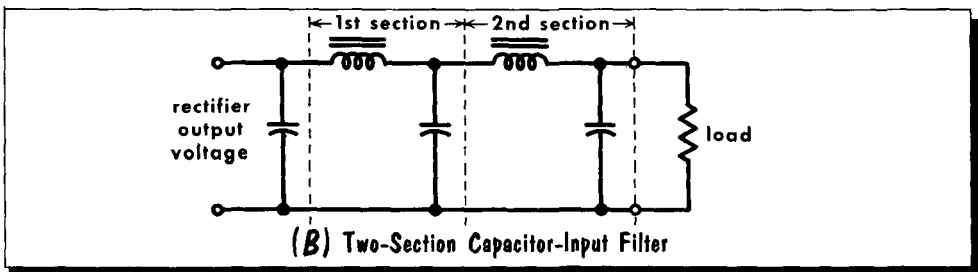 1st section
2nd section
rectifier
output
voltage
load
(B) Two-Section Capacitor-Input Filter